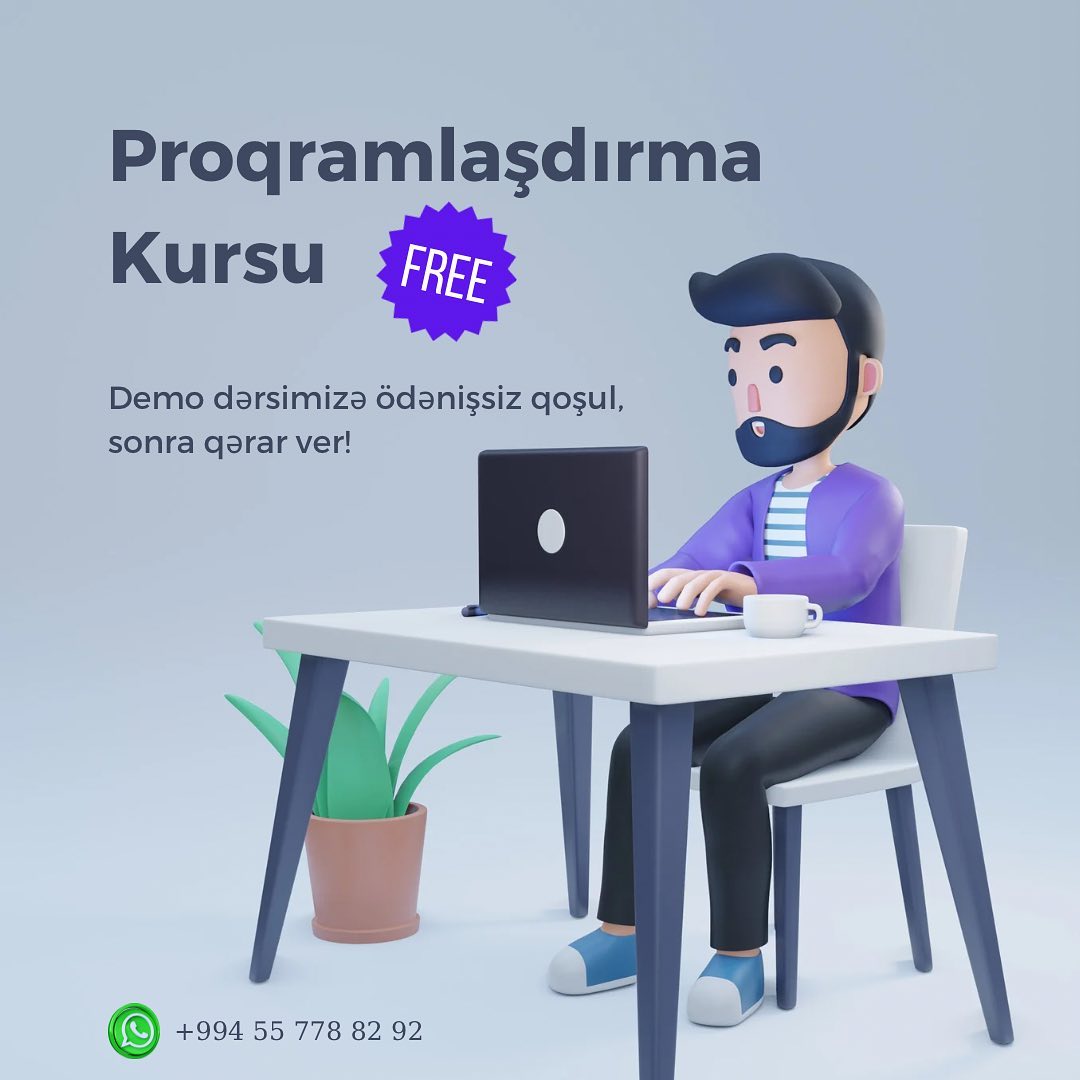 Proqramlaşdırma
Kursu
FREE
Demo dərsimizə ödənişsiz qoşul,
sonra qərar ver!
+994 55 778 82 92